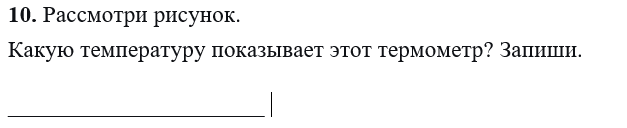 10. Рассмотри рисунок.
Какую температуру показывает этот термометр? Запиши.